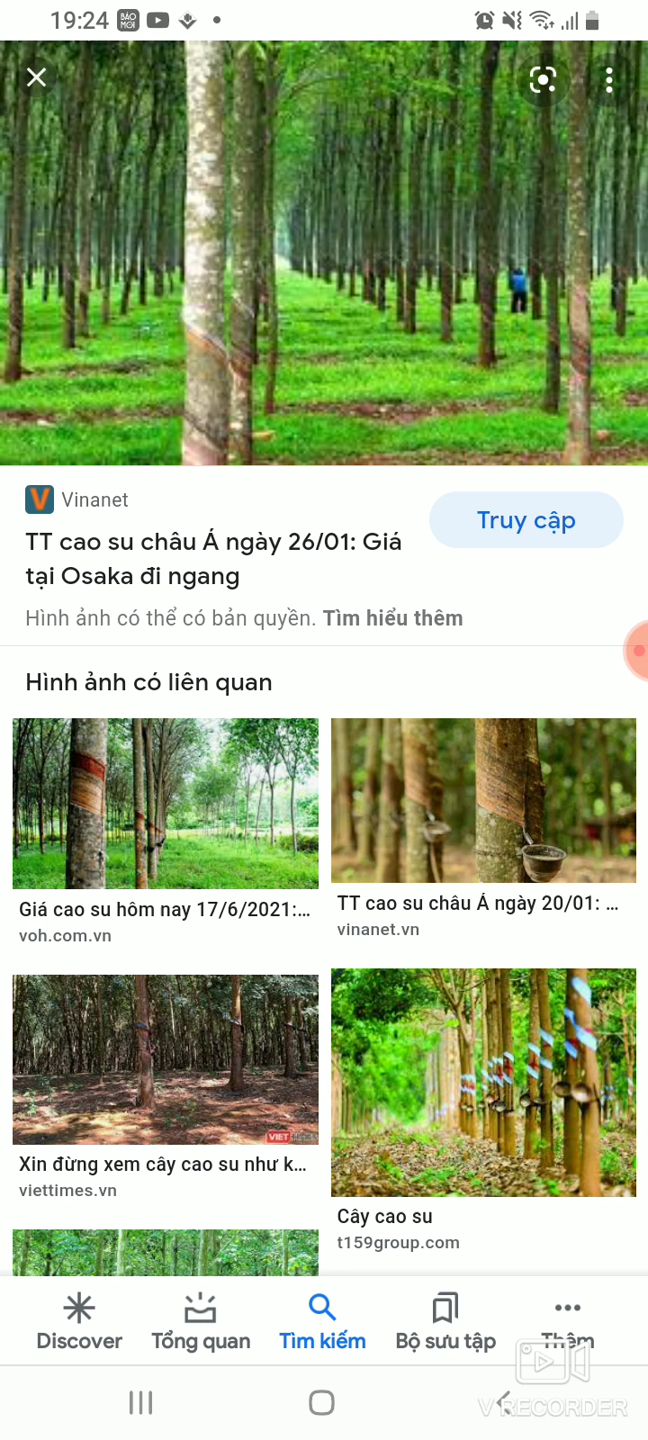 19:24
BÁO MỚI
Vinanet
Truy cập
TT cao su châu Á ngày 26/01: Giá
tại Osaka đi ngang
Hình ảnh có thể có bản quyền. Tìm hiểu thêm
Hình ảnh có liên quan
Giá cao su hôm nay 17/6/2021:...
voh.com.vn
TT cao su châu Á ngày 20/01: ...
vinanet.vn
VIET
Xin đừng xem cây cao su như k...
viettimes.vn
Cây cao su
t159group.com
Discover
Tổng quan
Tìm kiếm
Bộ sưu tập
Thêm
V RECORDER